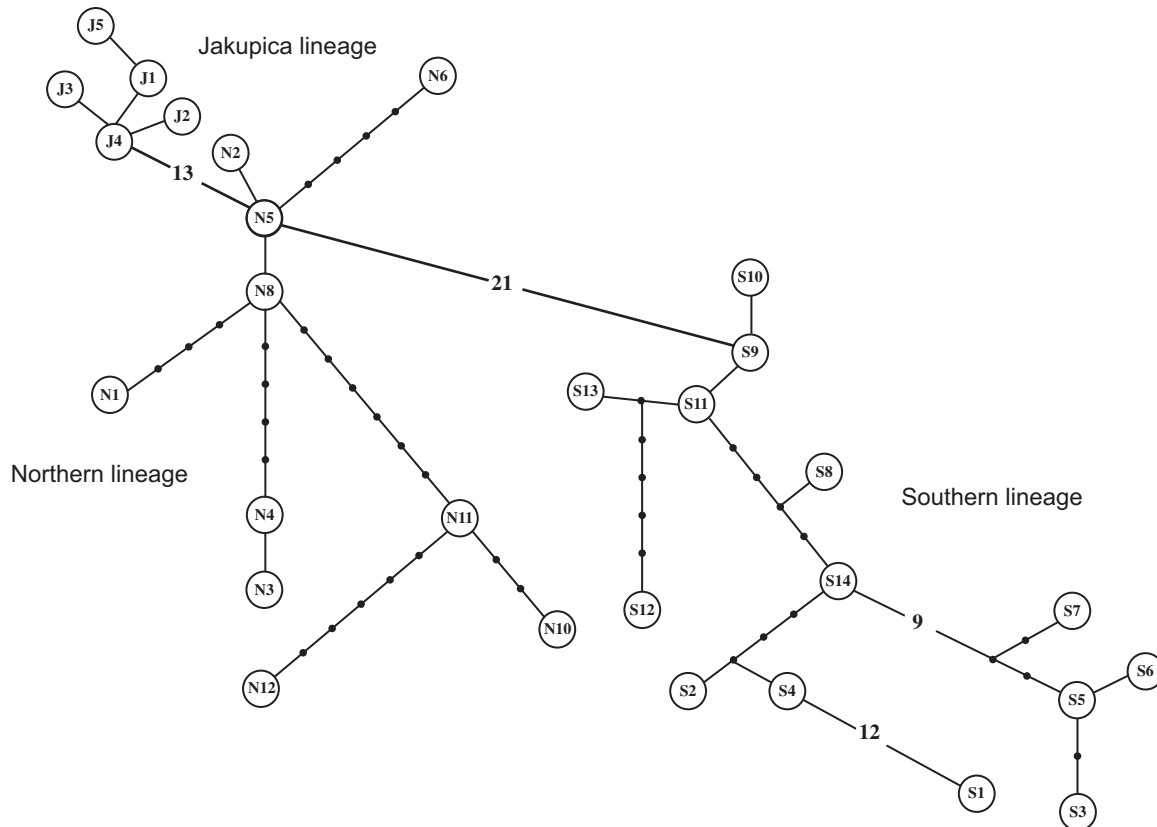 J5
Jakupica lineage
J1
N6
J3
J2
J4
N2
13
N5
S10
21
N8
S9
S13
S11
N1
S8
Northern lineage
Southern lineage
N4
N11
S14
N3
S12
S7
9
N10
S6
N12
S2
S4
S5
12
S1
S3